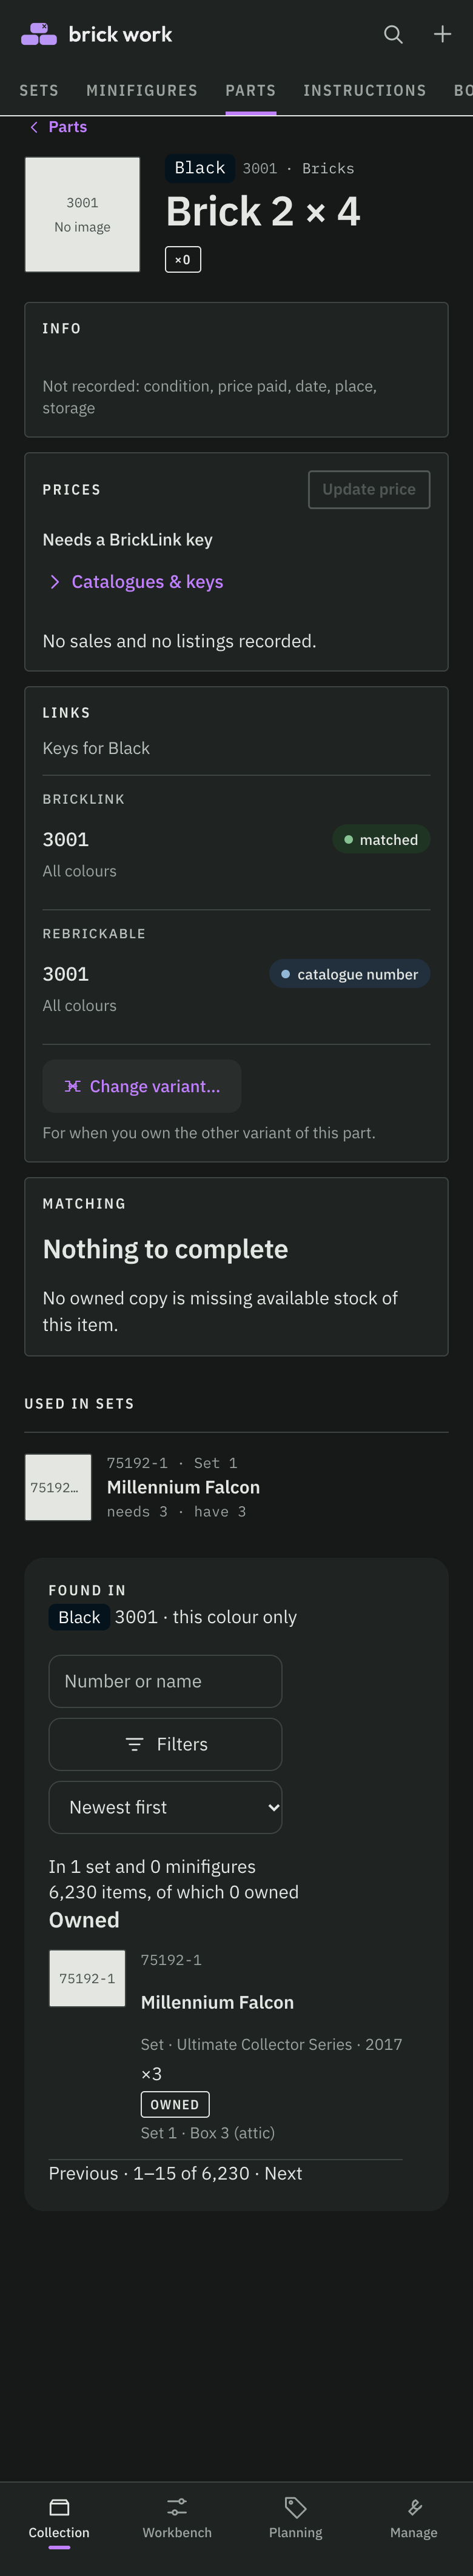 brick work
SETS MINIFIGURES PARTS INSTRUCTIONS BO
Parts
3001
No image
Black 3001 · Bricks
Brick 2 × 4
×0
INFO
Not recorded: condition, price paid, date, place,
storage
PRICES
Update price
Needs a BrickLink key
Catalogues & keys
No sales and no listings recorded.
LINKS
Keys for Black
BRICKLINK
3001
matched
All colours
REBRICKABLE
3001
catalogue number
All colours
Change variant...
For when you own the other variant of this part.
MATCHING
Nothing to complete
No owned copy is missing available stock of
this item.
USED IN SETS
75192...
75192-1 · Set 1
Millennium Falcon
needs 3 · have 3
FOUND IN
Black 3001 · this colour only
Number or name
Filters
Newest first
In 1 set and 0 minifigures
6,230 items, of which 0 owned
Owned
75192-1
75192-1
Millennium Falcon
Set · Ultimate Collector Series · 2017
×3
OWNED
Set 1 · Box 3 (attic)
Previous · 1–15 of 6,230 · Next
Collection Workbench Planning Manage